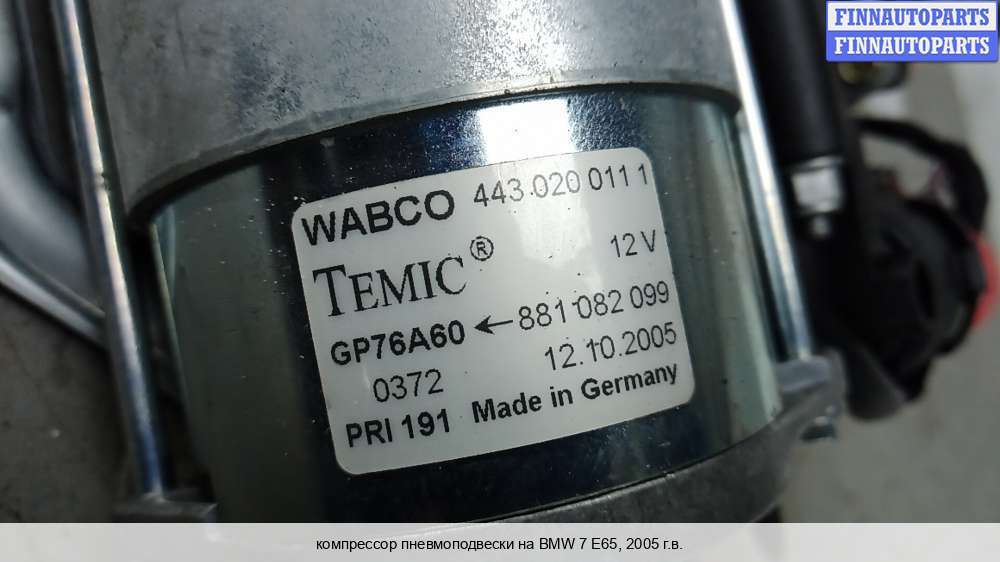 FINNAUTOPARTS
FINNAUTOPARTS
WABCO 443 020 011 1
TEMIC® 12 V
GP76A60 ←881 082 099
0372 12.10.2005
PRI 191 Made in Germany
компрессор пневмоподвески на BMW 7 E65, 2005 г.в.